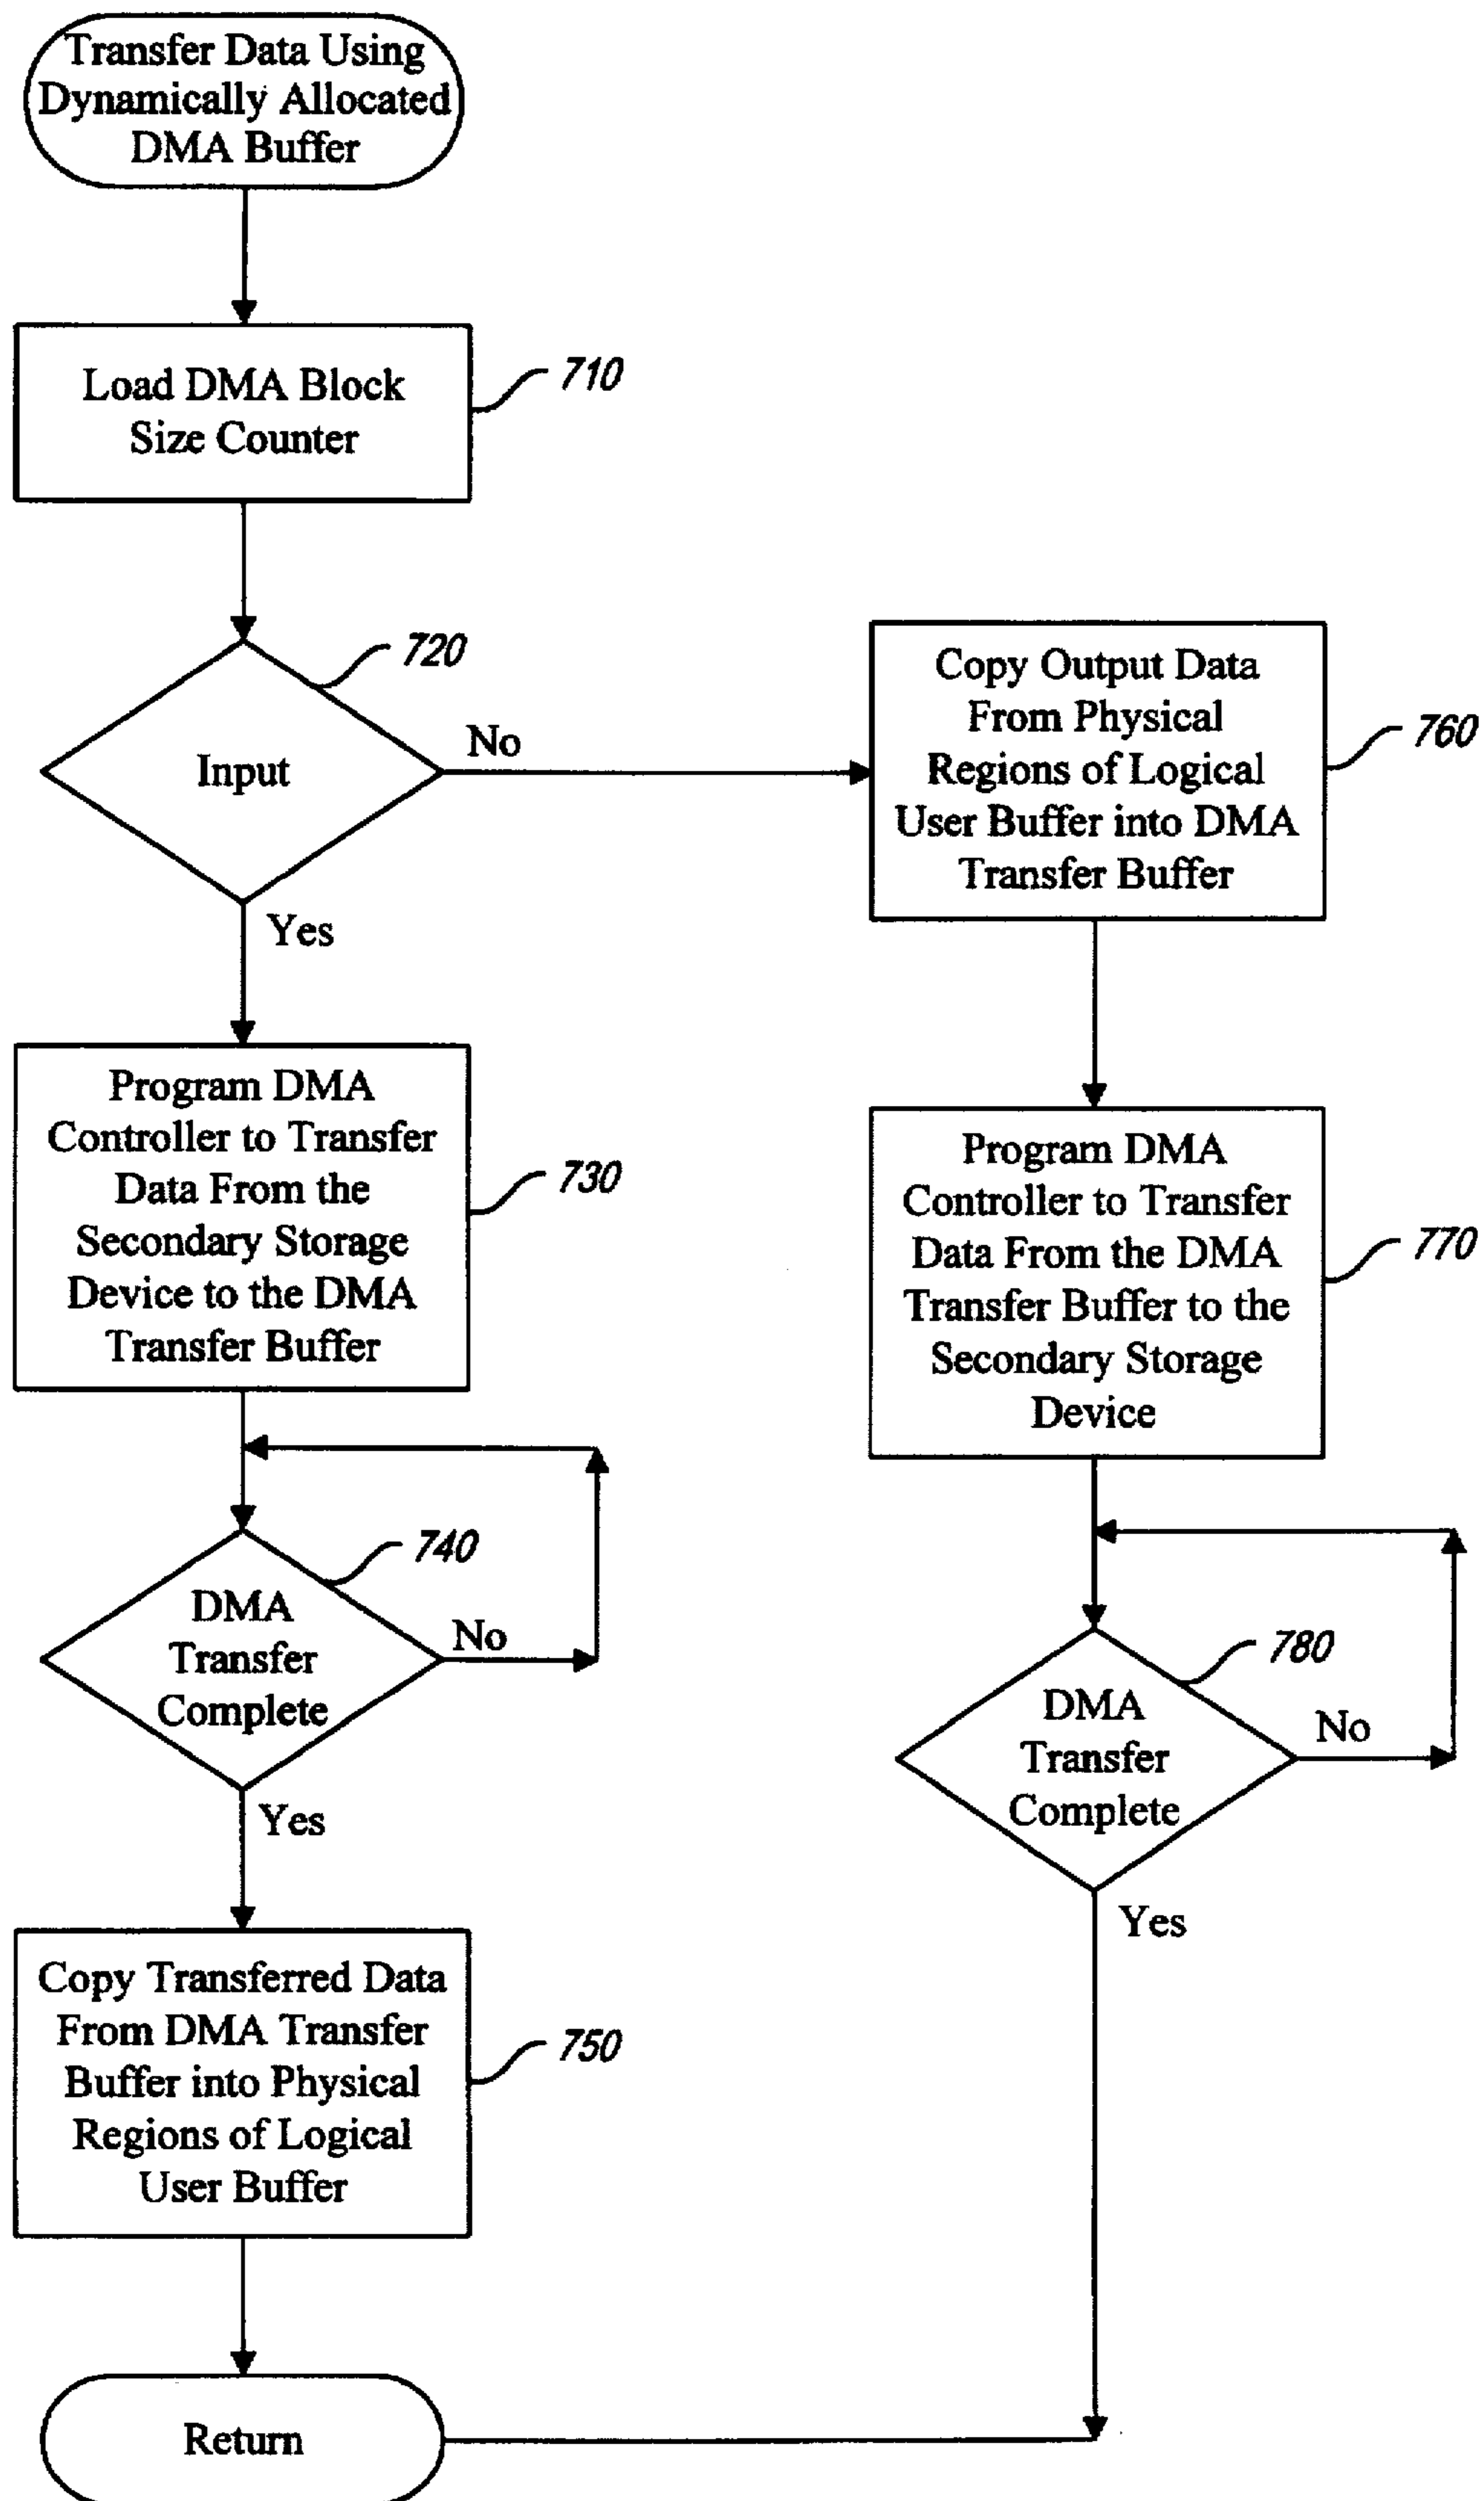 Transfer Data Using
Dynamically Allocated
DMA Buffer
Load DMA Block
Size Counter
710
720
Input
No
Yes
Copy Output Data
From Physical
Regions of Logical
User Buffer into DMA
Transfer Buffer
760
Program DMA
Controller to Transfer
Data From the
Secondary Storage
Device to the DMA
Transfer Buffer
730
Program DMA
Controller to Transfer
Data From the DMA
Transfer Buffer to the
Secondary Storage
Device
770
740
DMA
Transfer
Complete
No
Yes
780
DMA
Transfer
Complete
No
Yes
Copy Transferred Data
From DMA Transfer
Buffer into Physical
Regions of Logical
User Buffer
750
Return